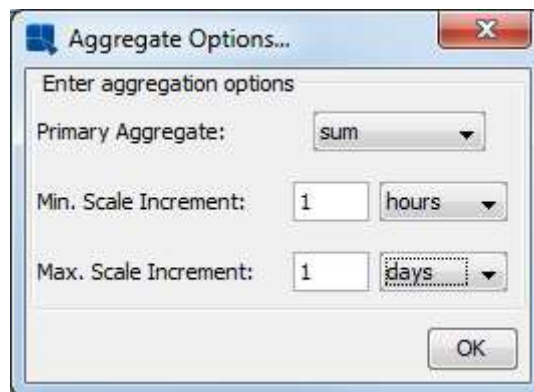 Aggregate Options...
Enter aggregation options
Primary Aggregate: sum
Min. Scale Increment: 1 hours
Max. Scale Increment: 1 days
OK